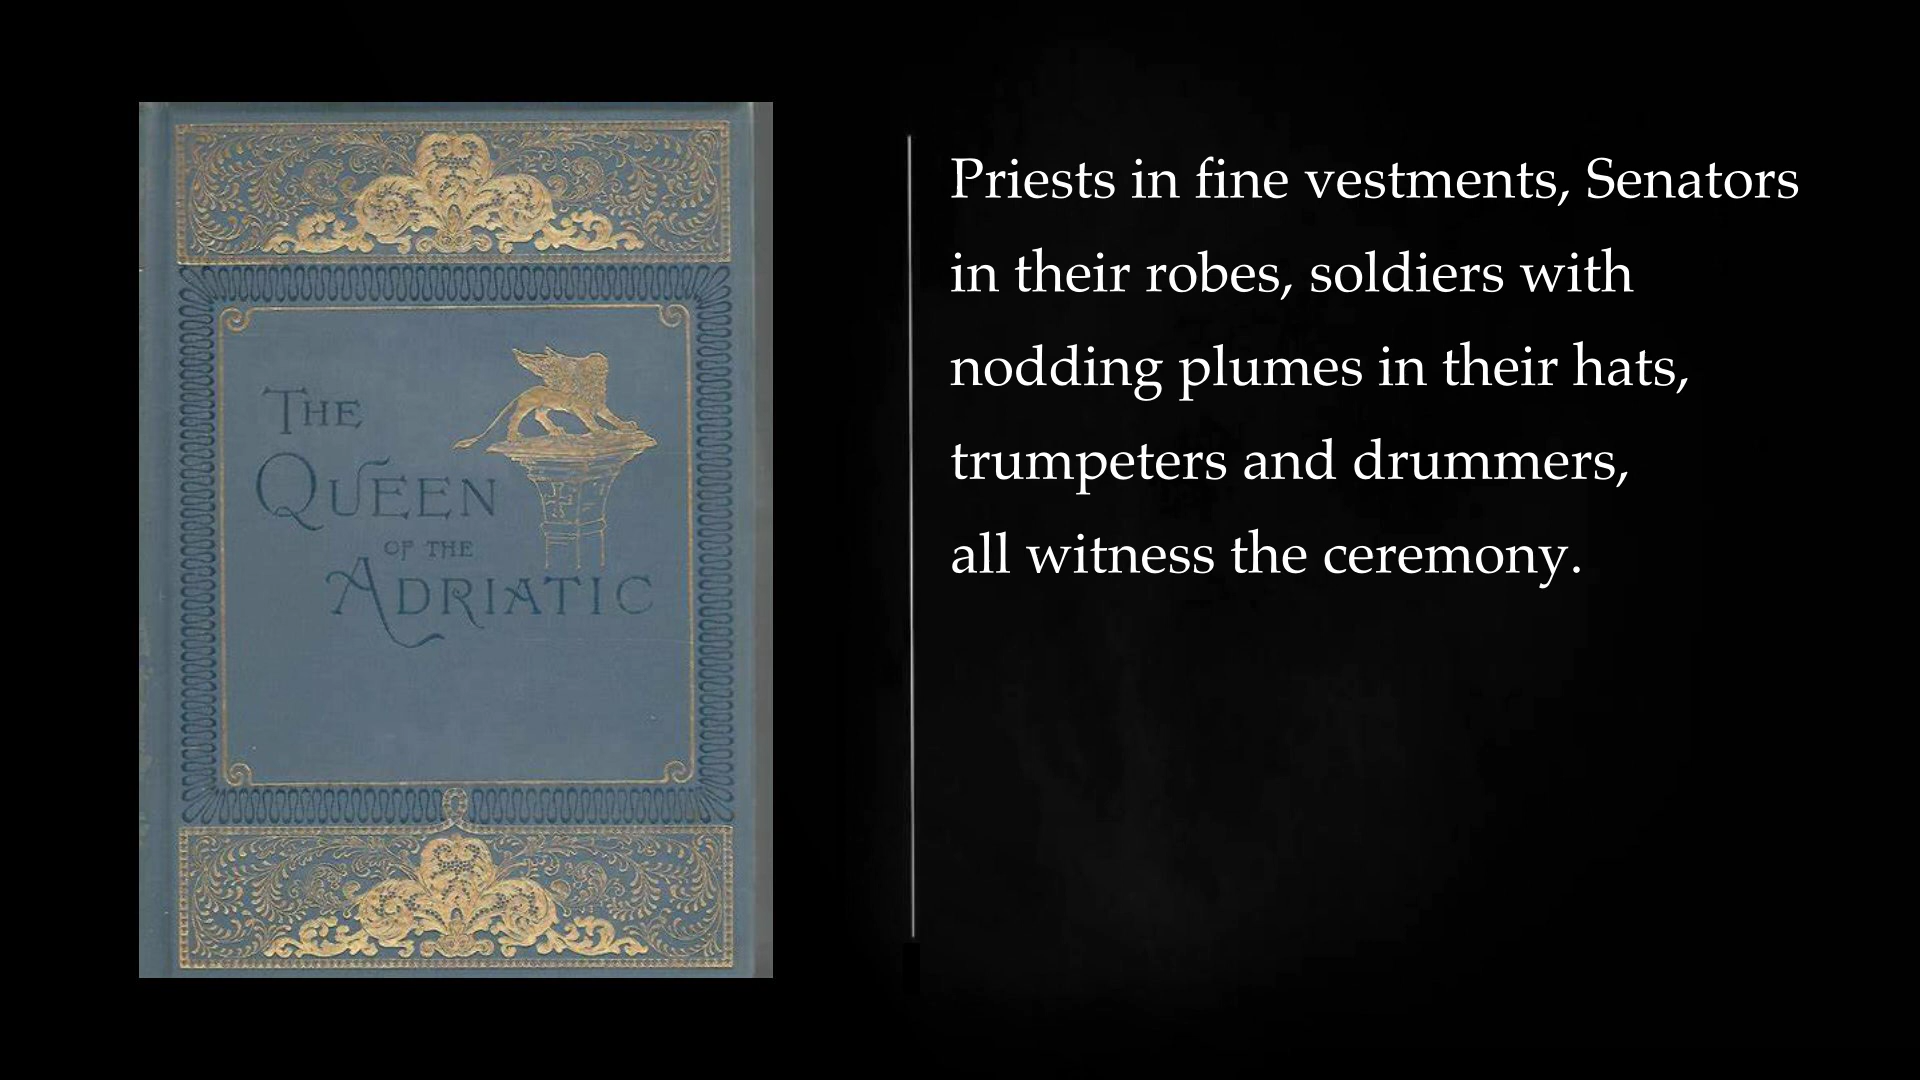 THE
QUEEN
OF THE
ADRIATIC
Priests in fine vestments, Senators
in their robes, soldiers with
nodding plumes in their hats,
trumpeters and drummers,
all witness the ceremony.